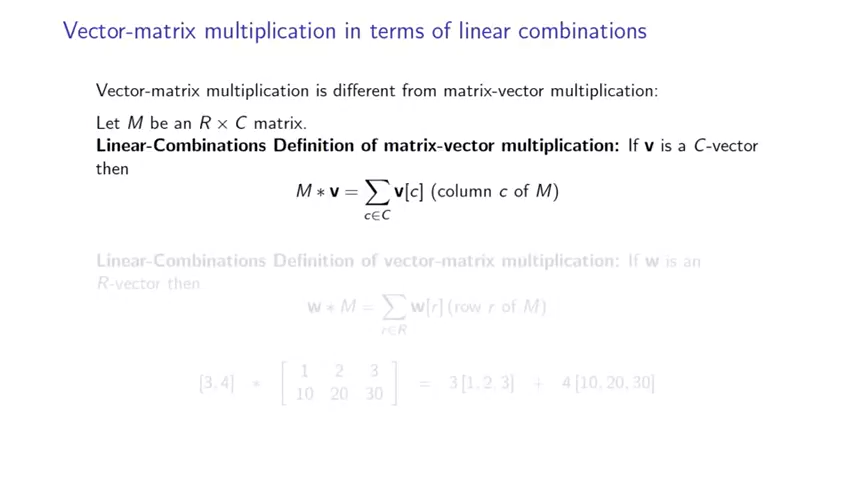 Vector-matrix multiplication in terms of linear combinations
Vector-matrix multiplication is different from matrix-vector multiplication:
Let M be an R × C matrix.
Linear-Combinations Definition of matrix-vector multiplication: If v is a C-vector
then
M ∗ v = ∑ v[c] (column c of M)
c∈C
Linear-Combinations Definition of vector-matrix multiplication: If w is an
R-vector then
w ∗ M = ∑ w[r] (row r of M)
r∈R
[3, 4] ∗ [ 1 2 3 ] = 3 [1, 2, 3] + 4 [10, 20, 30]
10 20 30